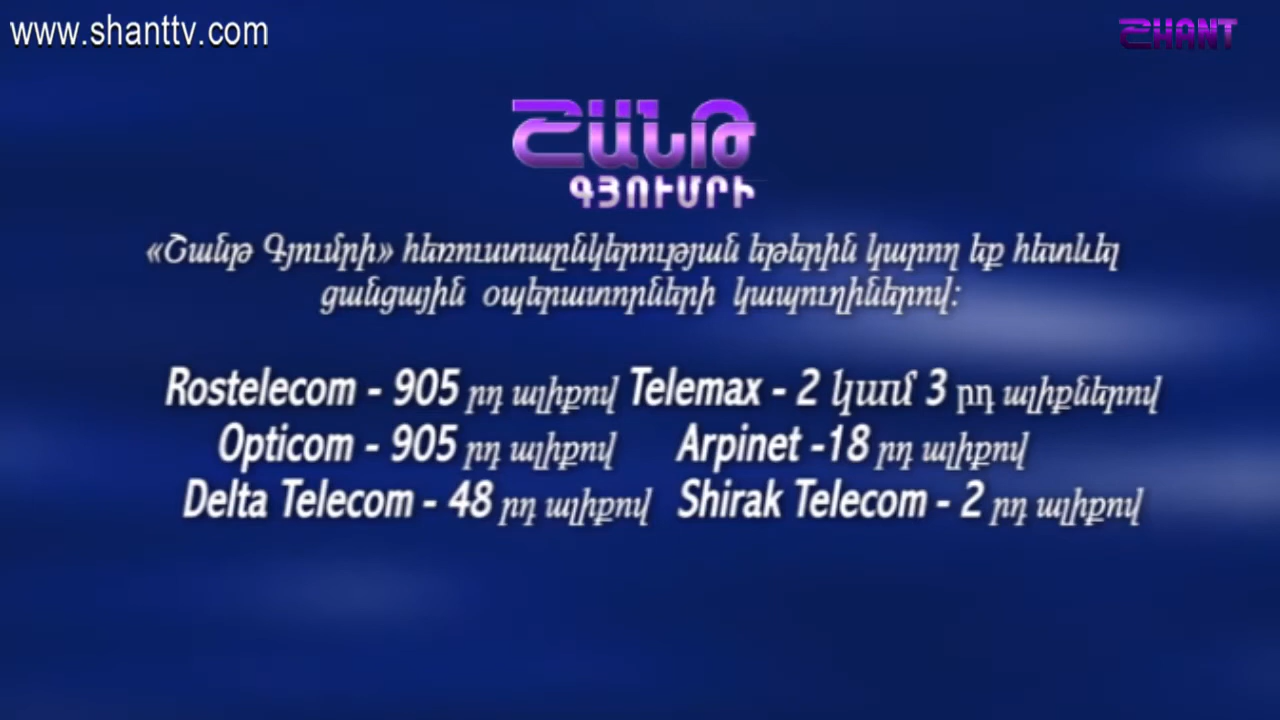 www.shanttv.com
SHANT
ՇԱՆԹ
ԳՅՈՒՄՐԻ
«Շանթ Գյումրի» հեռուստաընկերության եթերին կարող եք հետևել
ցանցային օպերատորների կապուղիներով:
Rostelecom - 905 րդ ալիքով Telemax - 2 կամ 3 րդ ալիքներով
Opticom - 905 րդ ալիքով Arpinet -18 րդ ալիքով
Delta Telecom - 48 րդ ալիքով Shirak Telecom - 2 րդ ալիքով